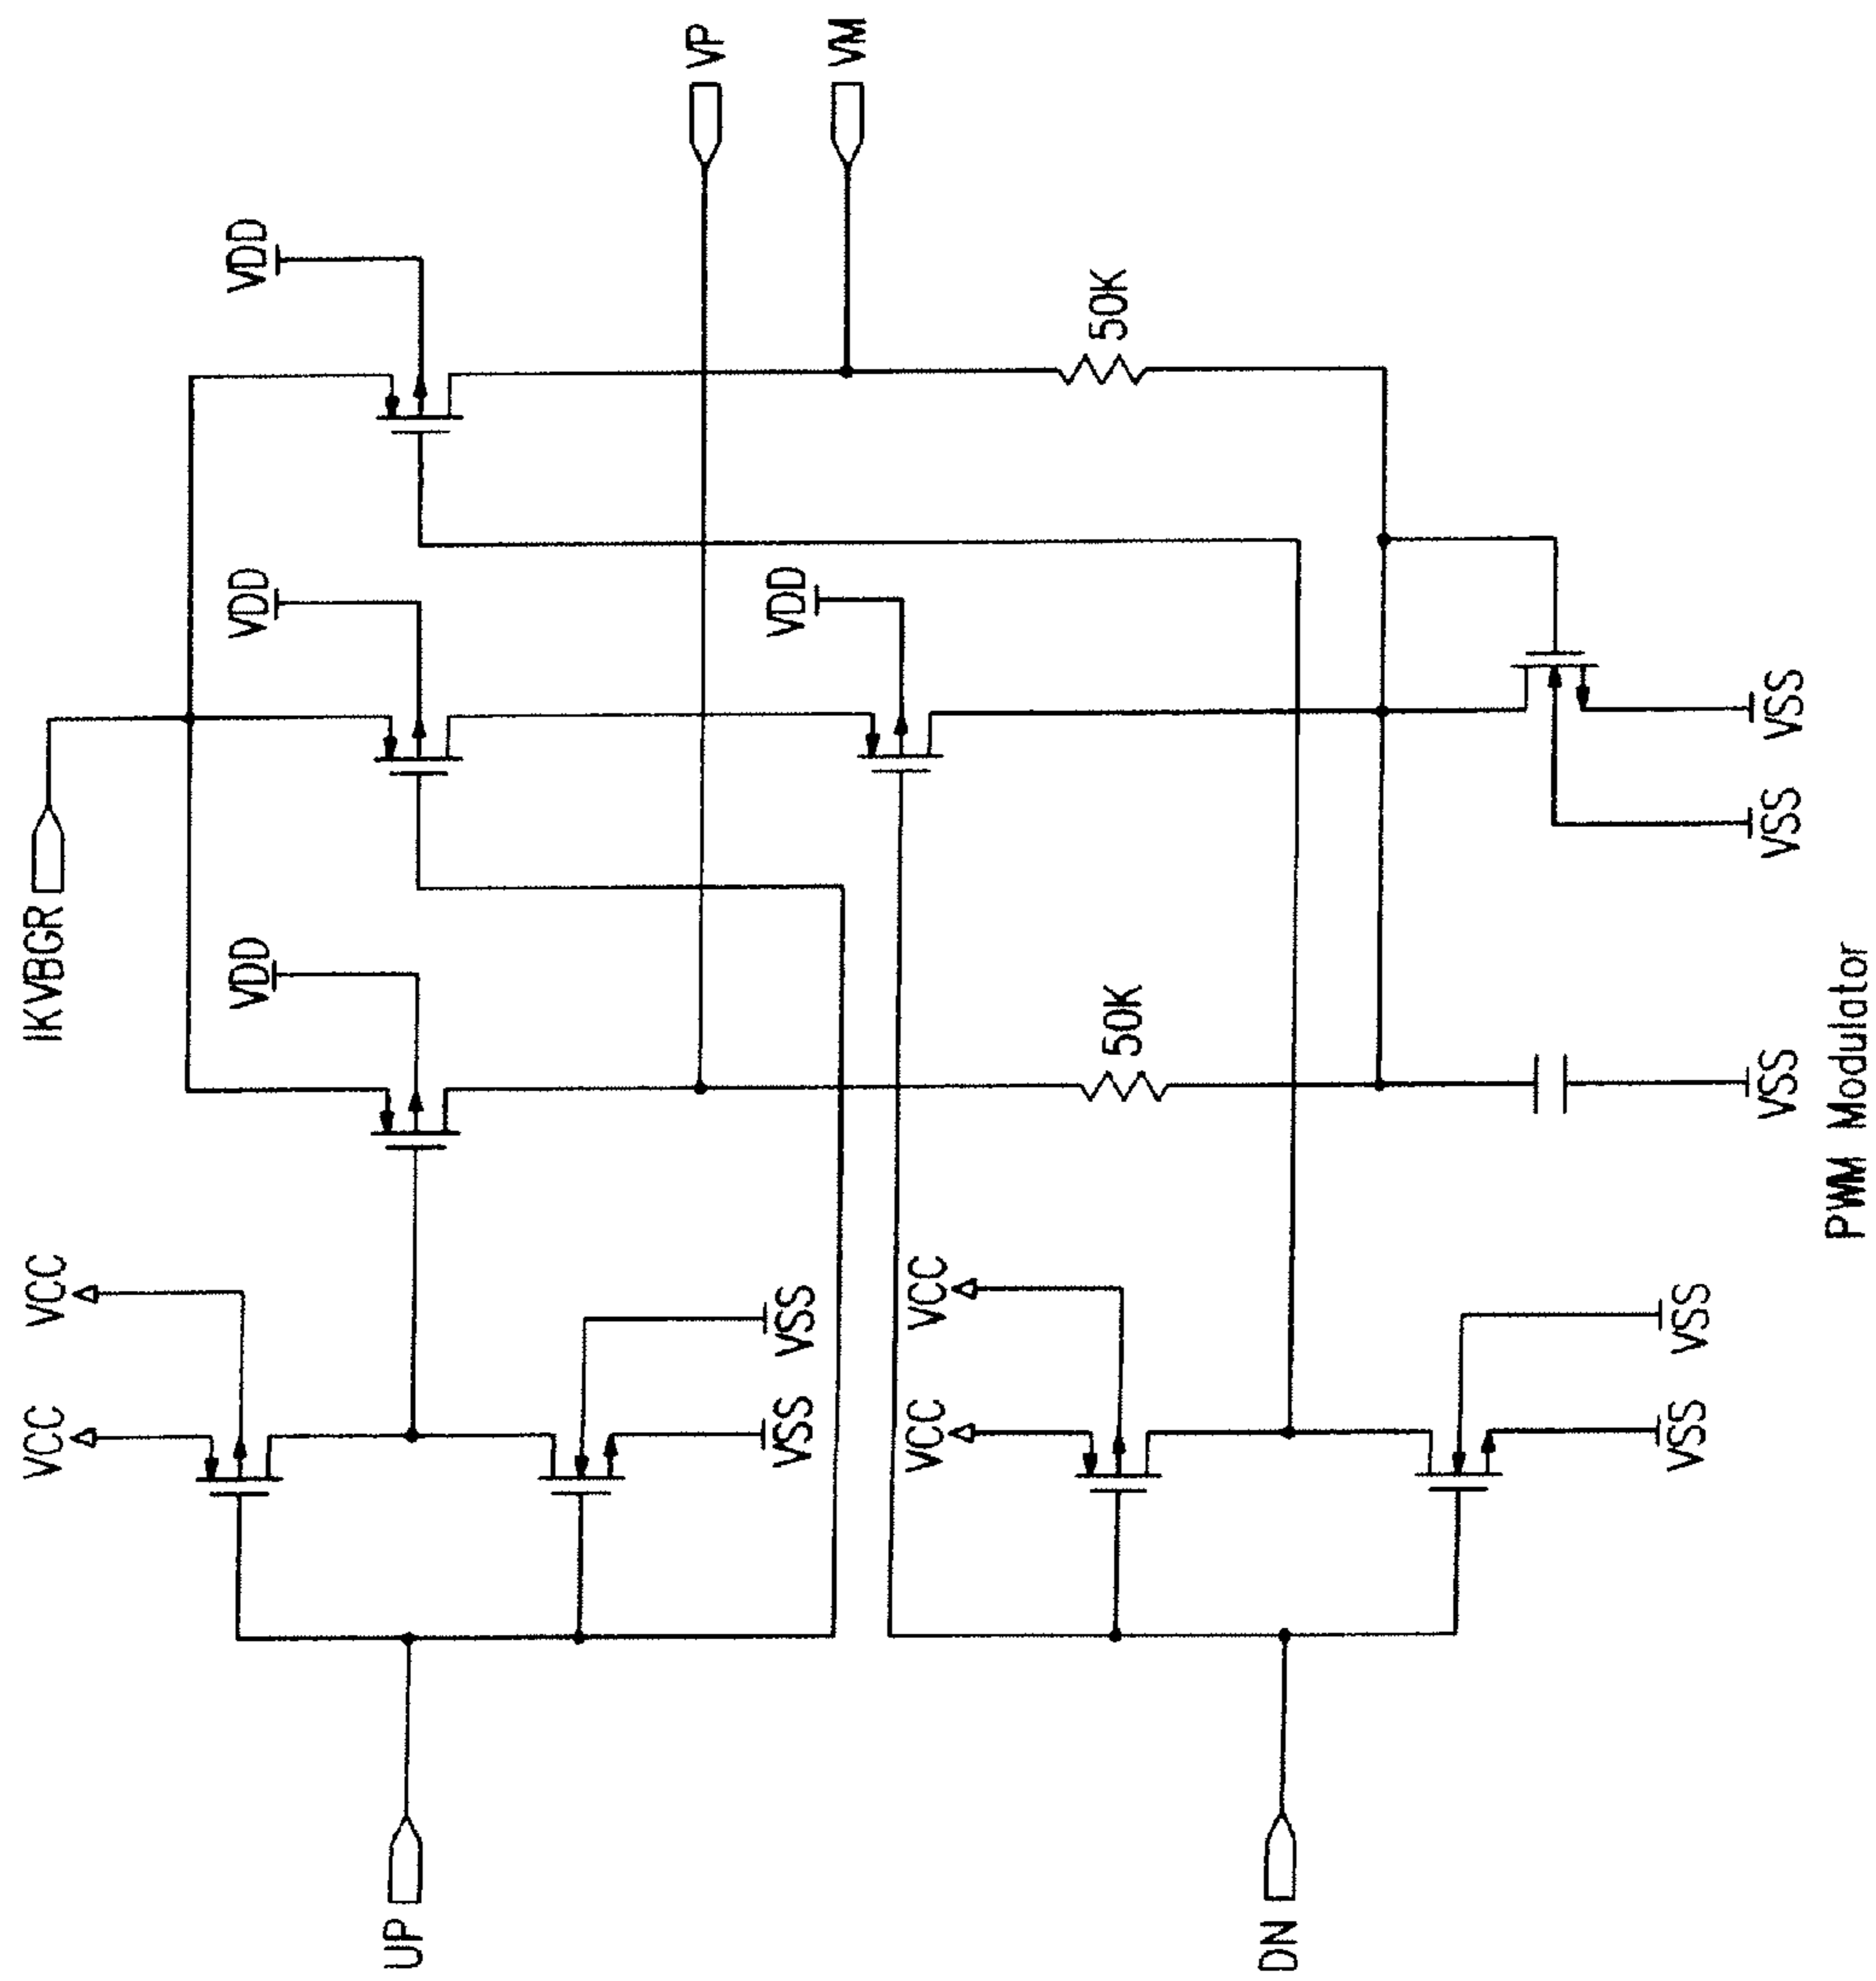 IKVBGR
VDD
VDD
VDD
VP
VM
VCC
VCC
VDD
50K
50K
VSS
VSS
VCC
VCC
VSS
VSS
VSS
VSS
VSS
UP
DN
PWM Modulator